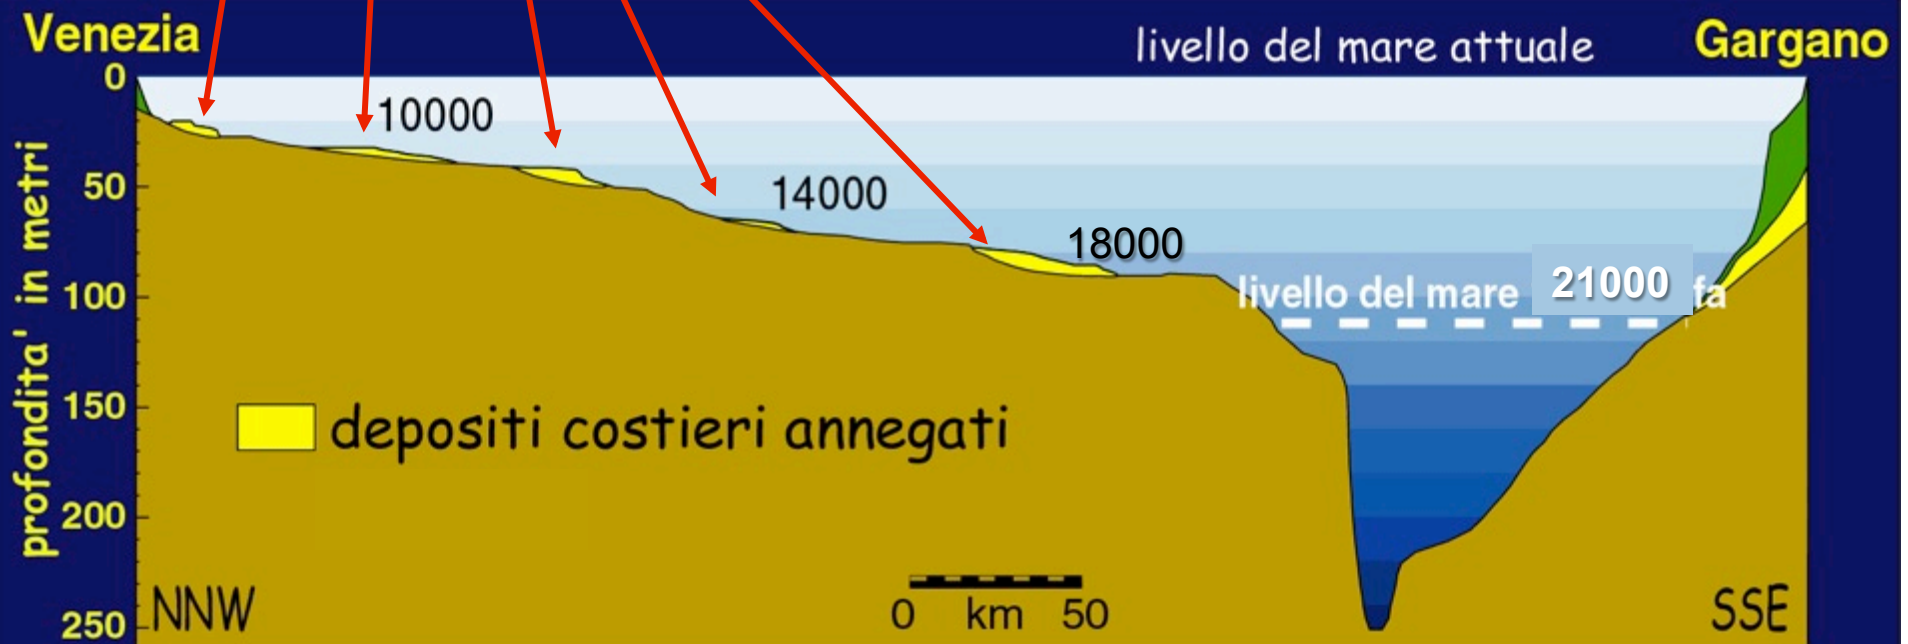 Venezia
livello del mare attuale
Gargano
0
10000
50
14000
18000
100
livello del mare 21000 fa
150
depositi costieri annegati
200
250
profondita' in metri
NNW
0 km 50
SSE